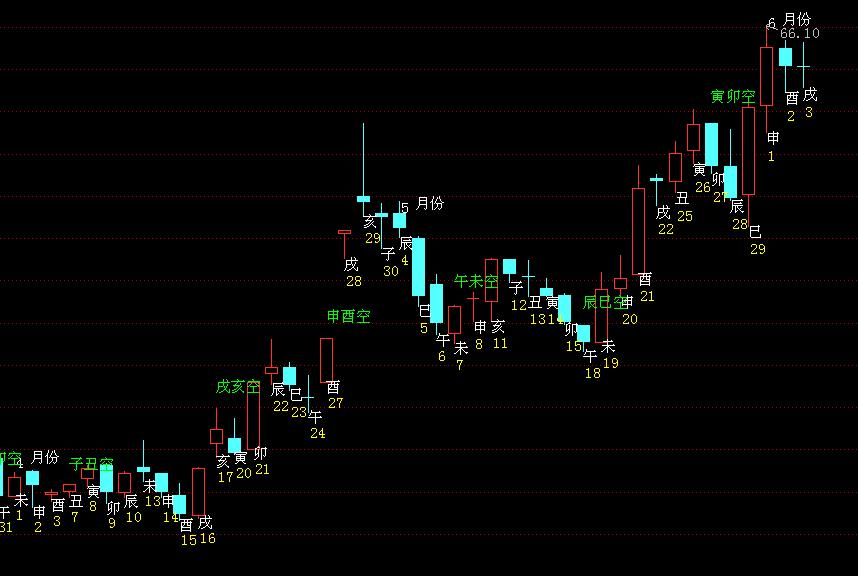 6 月份
66.10
寅卯空
酉 戌
2 3
申
1
寅
26
卯
27
丑
25
戌
22
辰
28
巳
29
5 月份
亥
29
子
30
辰
4
戌
28
午未空
酉
21
子
12
丑
13
寅
14
辰巳空
申
20
申酉空
巳
5
申
8
亥
11
卯
15
午
6
未
7
午
18
未
19
戌亥空
辰
22
巳
23
酉
27
午
24
卯空
4 月份
子丑空
亥
17
寅
20
卯
21
午
31
未
1
申
2
酉
3
丑
7
寅
8
卯
9
辰
10
未
13
申
14
酉
15
戌
16